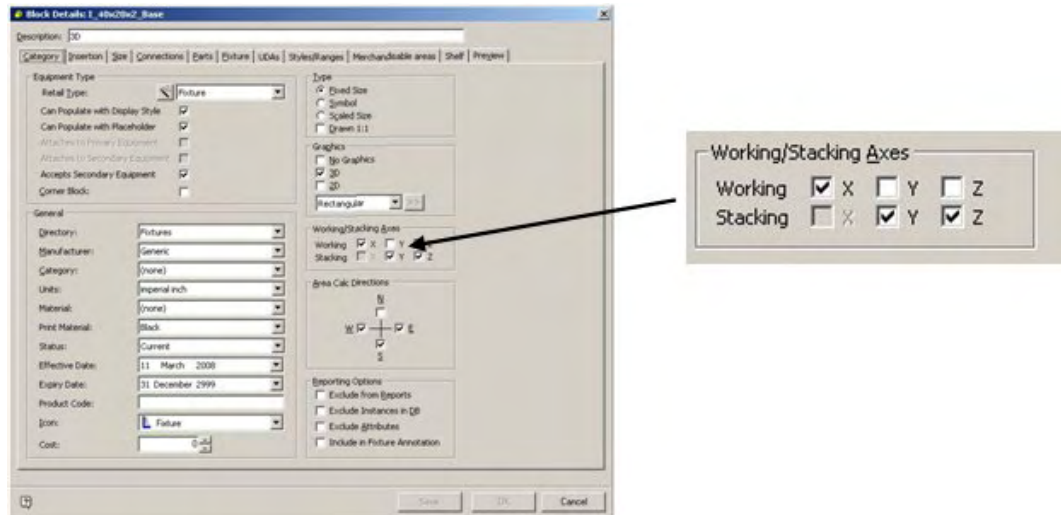 Block Details: I_40x20x2_Base
Description: 3D
Category Insertion Size Connections Parts Fixture UDAs Styles/Ranges Merchandisable areas Shelf Preview
Equipment Type
Retail Type: Fixture
Can Populate with Display Style
Can Populate with Placeholder
Attaches to Primary Equipment
Attaches to Secondary Equipment
Accepts Secondary Equipment
Corner Block:
General
Directory: Fixtures
Manufacturer: Generic
Category: (none)
Units: imperial inch
Material: (none)
Print Material: Black
Status: Current
Effective Date: 11 March 2008
Expiry Date: 31 December 2999
Product Code:
Icon: Fixture
Cost: 0
Type
Fixed Size
Symbol
Scaled Size
Drawn 1:1
Graphics
No Graphics
3D
2D
Rectangular >>
Working/Stacking Axes
Working X Y
Stacking X Y Z
Area Calc Directions
N
W E
S
Reporting Options
Exclude from Reports
Exclude Instances in DB
Exclude Attributes
Include in Fixture Annotation
Save OK Cancel
Working/Stacking Axes
Working X Y Z
Stacking X Y Z